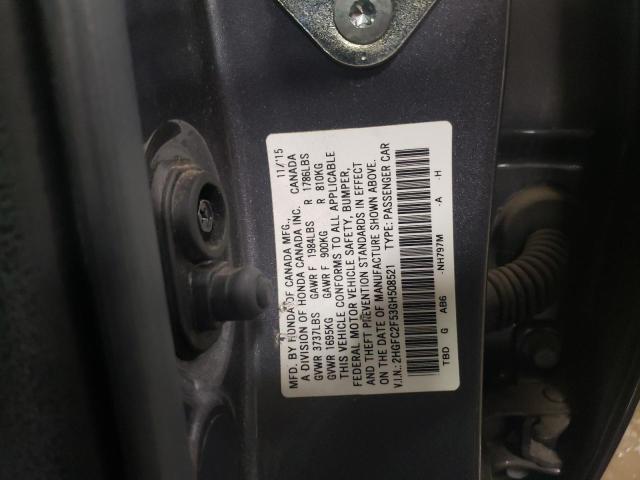 MFD. BY HONDA OF CANADA MFG., 11/15
A DIVISION OF HONDA CANADA INC. CANADA
GVWR 3737LBS GAWR F 1984LBS R 1786LBS
GVWR 1695KG GAWR F 900KG R 810KG
THIS VEHICLE CONFORMS TO ALL APPLICABLE
FEDERAL MOTOR VEHICLE SAFETY, BUMPER,
AND THEFT PREVENTION STANDARDS IN EFFECT
ON THE DATE OF MANUFACTURE SHOWN ABOVE.
V.I.N.: 2HGFC2F53GH508521 TYPE: PASSENGER CAR
TBD G AB6 -NH797M -A -H